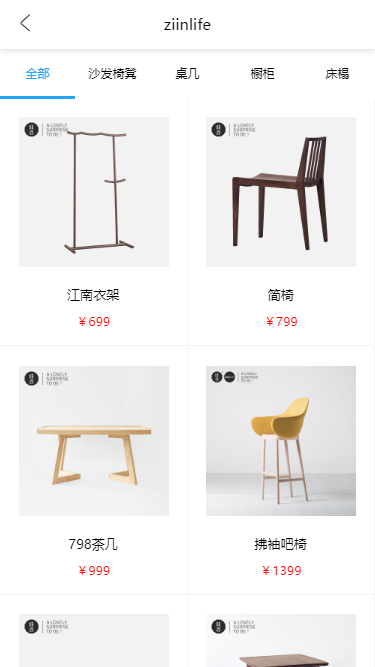 ziinlife
全部 沙发椅凳 桌几 橱柜 床榻
A LOVELY
SURPRISE
TO BE !
A LOVELY
SURPRISE
TO BE !
江南衣架
简椅
￥699
￥799
A LOVELY
SURPRISE
TO BE !
A LOVELY
SURPRISE
TO BE !
798茶几
拂袖吧椅
￥999
￥1399
A LOVELY
SURPRISE
TO BE !
A LOVELY
SURPRISE
TO BE !